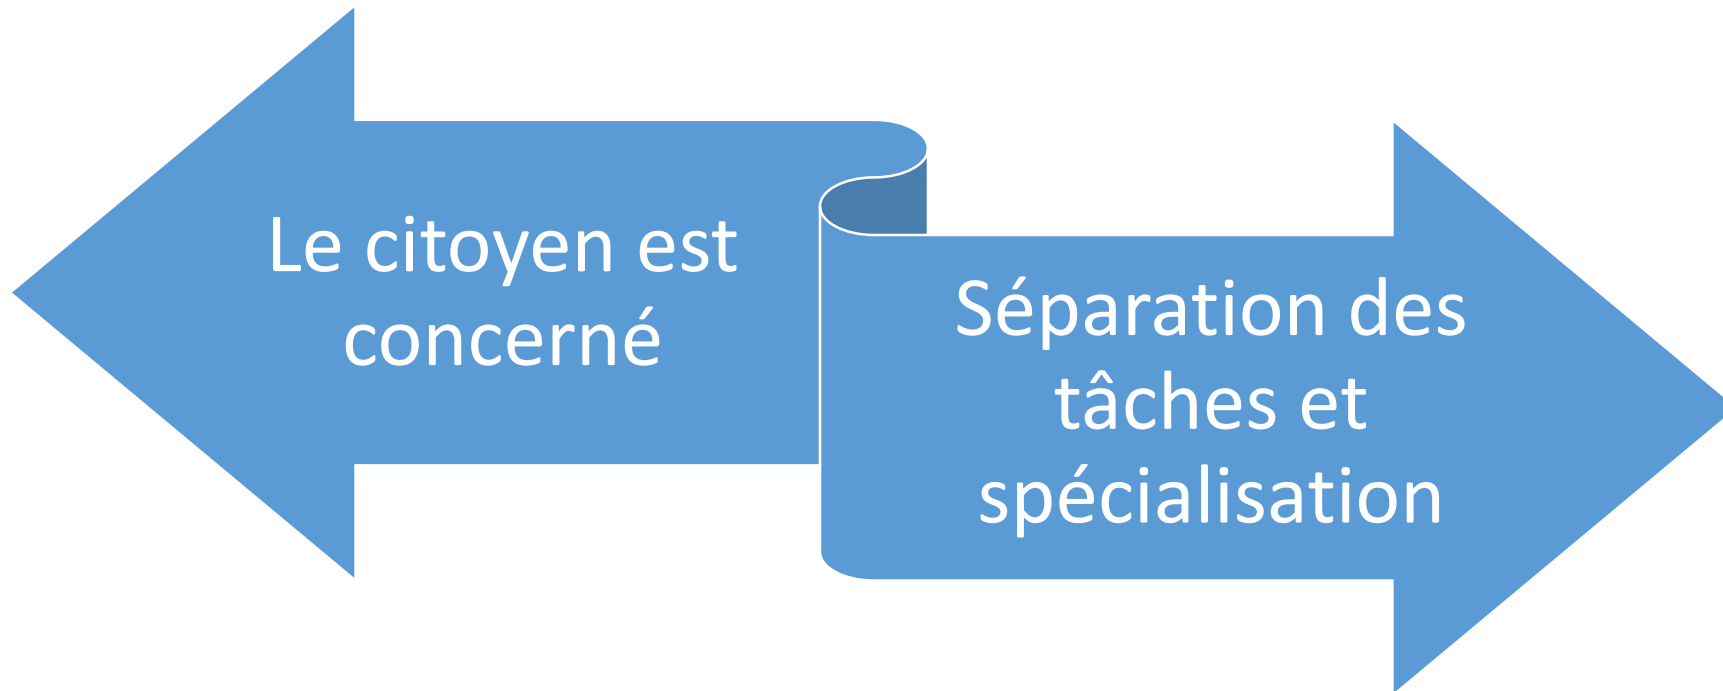 Le citoyen est
concerné
Séparation des
tâches et
spécialisation